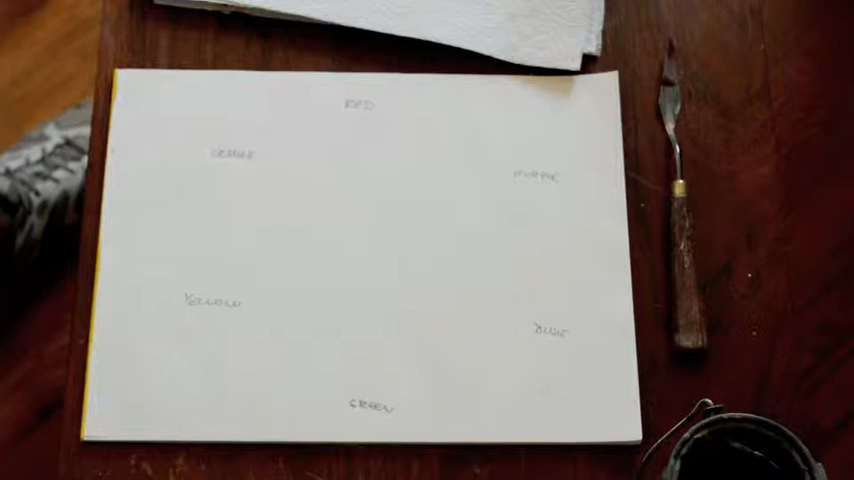 RED
ORANGE
PURPLE
YELLOW
BLUE
GREEN